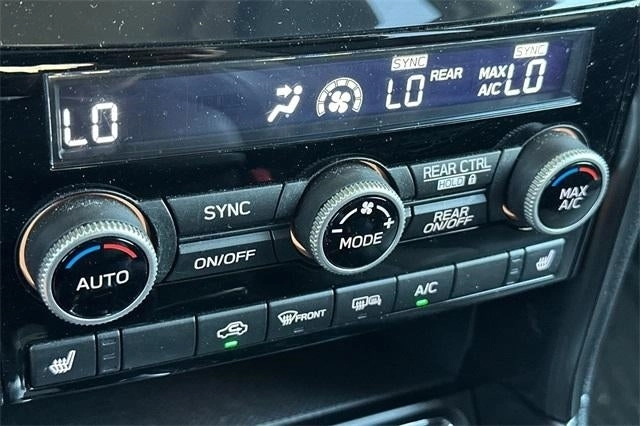 SYNC SYNC
LO LO REAR MAX A/C LO
SYNC REAR CTRL
HOLD
AUTO ON/OFF MODE REAR ON/OFF MAX A/C
FRONT A/C